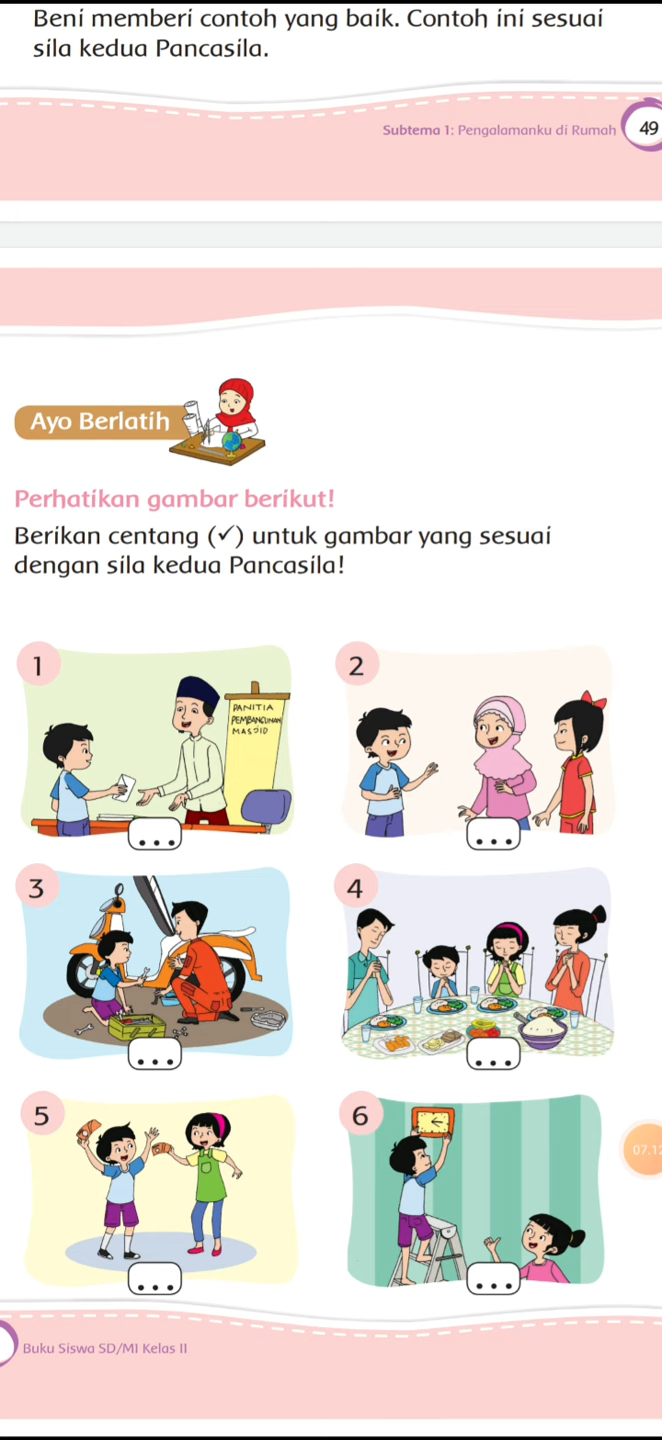 Beni memberi contoh yang baik. Contoh ini sesuai
sila kedua Pancasila.
Subtema 1: Pengalamanku di Rumah
49
Ayo Berlatih
Perhatikan gambar berikut!
Berikan centang (✓) untuk gambar yang sesuai
dengan sila kedua Pancasila!
1
PANITIA
PEMBANGUNAN
MASJID
...
2
...
3
...
4
...
5
...
6
...
07.12
Buku Siswa SD/MI Kelas II